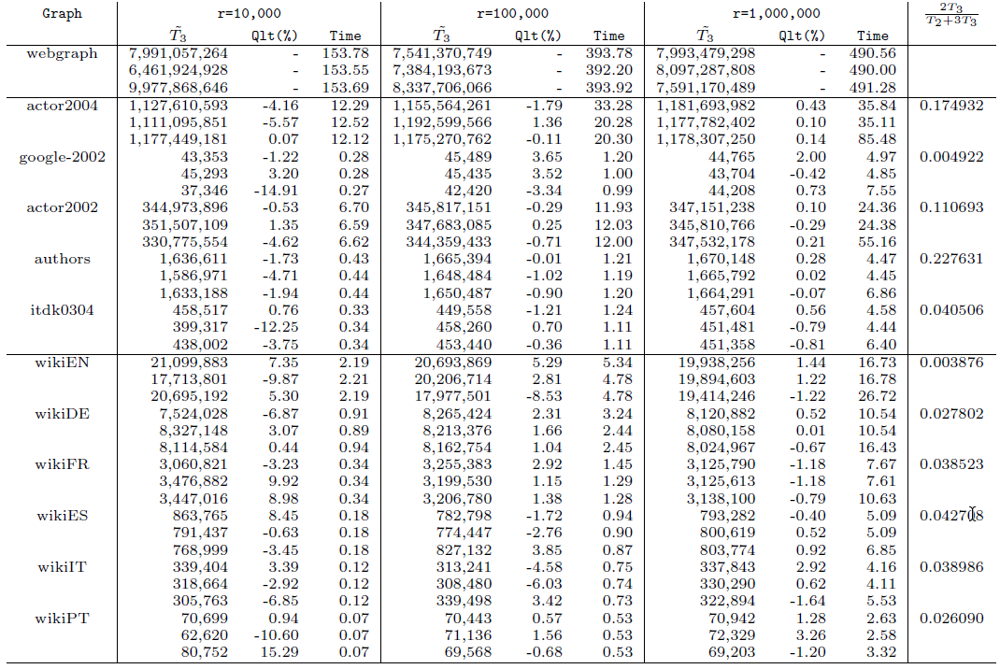 Graph r=10,000 r=100,000 r=1,000,000 2T₃/(T₂+3T₃)
T̃₃ Qlt(%) Time T̃₃ Qlt(%) Time T̃₃ Qlt(%) Time
webgraph 7,991,057,264 - 153.78 7,541,370,749 - 393.78 7,993,479,298 - 490.56
6,461,924,928 - 153.55 7,384,193,673 - 392.20 8,097,287,808 - 490.00
9,977,868,646 - 153.69 8,337,706,066 - 393.92 7,591,170,489 - 491.28
actor2004 1,127,610,593 -4.16 12.29 1,155,564,261 -1.79 33.28 1,181,693,982 0.43 35.84 0.174932
1,111,095,851 -5.57 12.52 1,192,599,566 1.36 20.28 1,177,782,402 0.10 35.11
1,177,449,181 0.07 12.12 1,175,270,762 -0.11 20.30 1,178,307,250 0.14 85.48
google-2002 43,353 -1.22 0.28 45,489 3.65 1.20 44,765 2.00 4.97 0.004922
45,293 3.20 0.28 45,435 3.52 1.00 43,704 -0.42 4.85
37,346 -14.91 0.27 42,420 -3.34 0.99 44,208 0.73 7.55
actor2002 344,973,896 -0.53 6.70 345,817,151 -0.29 11.93 347,151,238 0.10 24.36 0.110693
351,507,109 1.35 6.59 347,683,085 0.25 12.03 345,810,766 -0.29 24.38
330,775,554 -4.62 6.62 344,359,433 -0.71 12.00 347,532,178 0.21 55.16
authors 1,636,611 -1.73 0.43 1,665,394 -0.01 1.21 1,670,148 0.28 4.47 0.227631
1,586,971 -4.71 0.44 1,648,484 -1.02 1.19 1,665,792 0.02 4.45
1,633,188 -1.94 0.44 1,650,487 -0.90 1.20 1,664,291 -0.07 6.86
itdk0304 458,517 0.76 0.33 449,558 -1.21 1.24 457,604 0.56 4.58 0.040506
399,317 -12.25 0.34 458,260 0.70 1.11 451,481 -0.79 4.44
438,002 -3.75 0.34 453,440 -0.36 1.11 451,358 -0.81 6.40
wikiEN 21,099,883 7.35 2.19 20,693,869 5.29 5.34 19,938,256 1.44 16.73 0.003876
17,713,801 -9.87 2.21 20,206,714 2.81 4.78 19,894,603 1.22 16.78
20,695,192 5.30 2.19 17,977,501 -8.53 4.78 19,414,246 -1.22 26.72
wikiDE 7,524,028 -6.87 0.91 8,265,424 2.31 3.24 8,120,882 0.52 10.54 0.027802
8,327,148 3.07 0.89 8,213,376 1.66 2.44 8,080,158 0.01 10.54
8,114,584 0.44 0.94 8,162,754 1.04 2.45 8,024,967 -0.67 16.43
wikiFR 3,060,821 -3.23 0.34 3,255,383 2.92 1.45 3,125,790 -1.18 7.67 0.038523
3,476,882 9.92 0.34 3,199,530 1.15 1.29 3,125,613 -1.18 7.61
3,447,016 8.98 0.34 3,206,780 1.38 1.28 3,138,100 -0.79 10.63
wikiES 863,765 8.45 0.18 782,798 -1.72 0.94 793,282 -0.40 5.09
791,437 -0.63 0.18 774,447 -2.76 0.90 800,619 0.52 5.09
768,999 -3.45 0.18 827,132 3.85 0.87 803,774 0.92 6.85
wikiIT 339,404 3.39 0.12 313,241 -4.58 0.75 337,843 2.92 4.16 0.038986
318,664 -2.92 0.12 308,480 -6.03 0.74 330,290 0.62 4.11
305,763 -6.85 0.12 339,498 3.42 0.73 322,894 -1.64 5.53
wikiPT 70,699 0.94 0.07 70,443 0.57 0.53 70,942 1.28 2.63 0.026090
62,620 -10.60 0.07 71,136 1.56 0.53 72,329 3.26 2.58
80,752 15.29 0.07 69,568 -0.68 0.53 69,203 -1.20 3.32